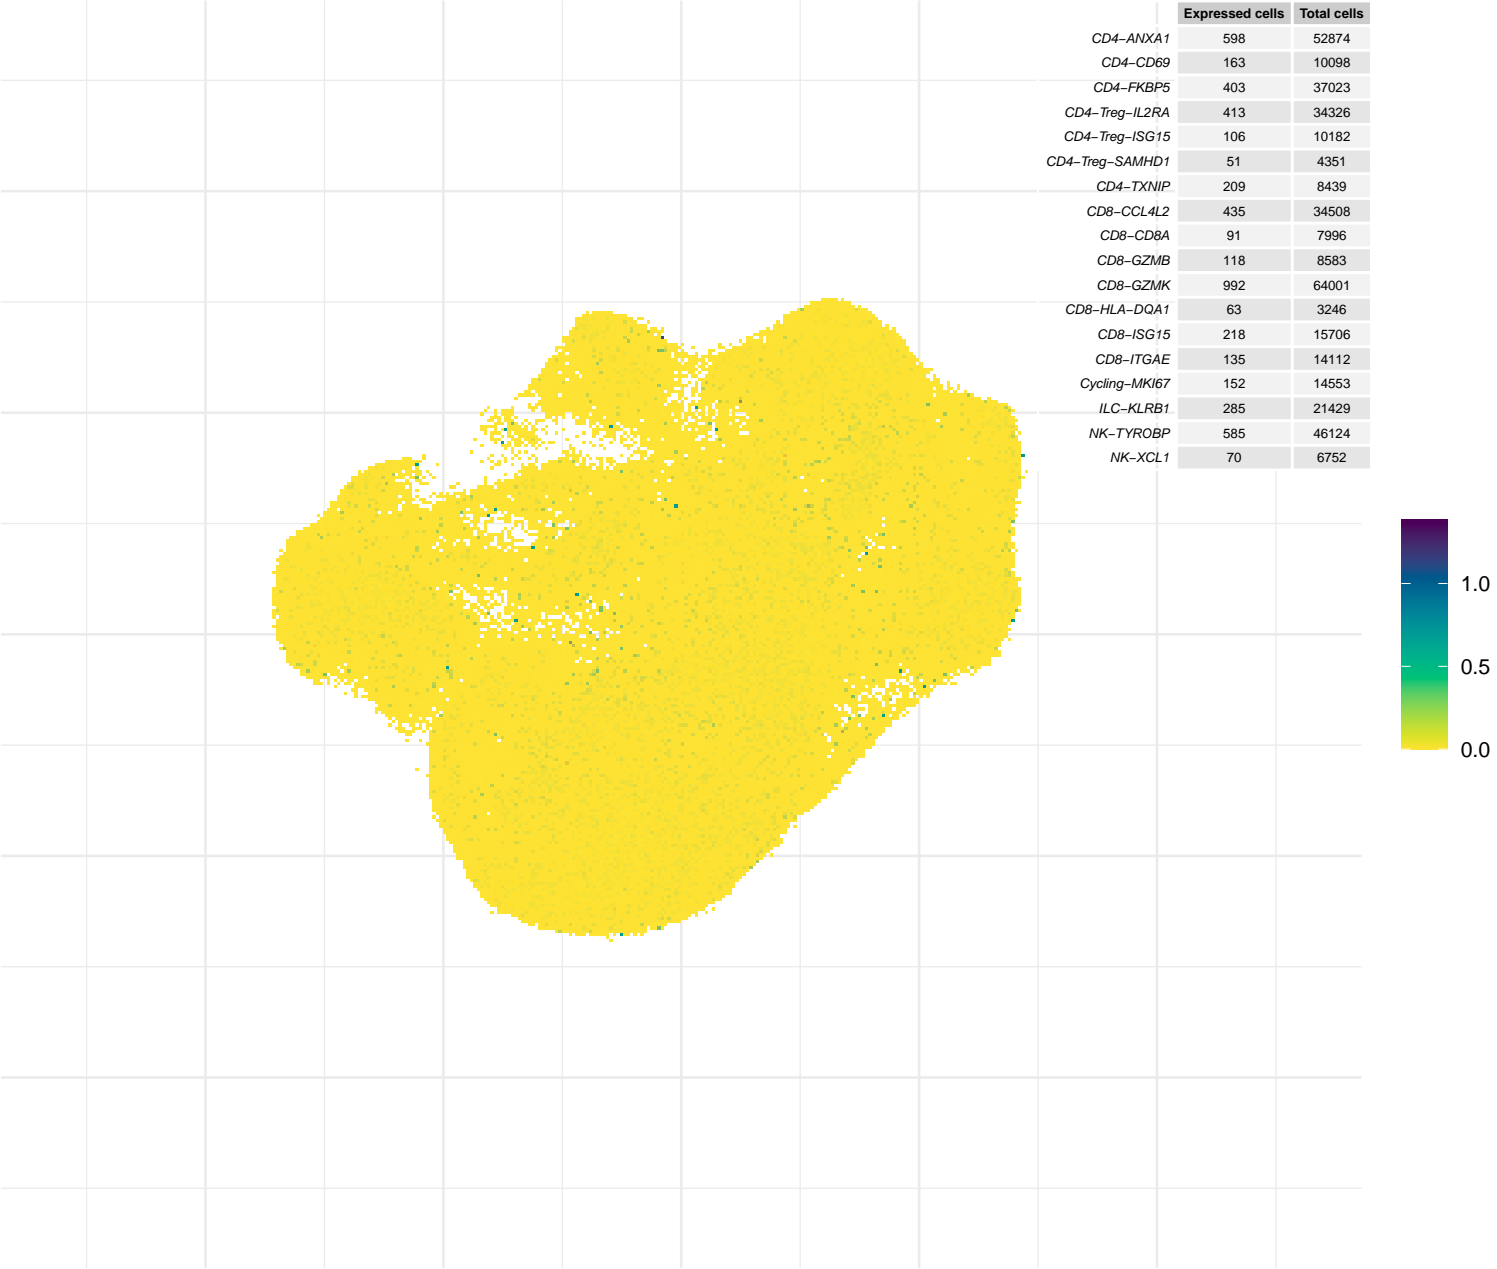 Expressed cells Total cells
CD4−ANXA1 598 52874
CD4−CD69 163 10098
CD4−FKBP5 403 37023
CD4−Treg−IL2RA 413 34326
CD4−Treg−ISG15 106 10182
CD4−Treg−SAMHD1 51 4351
CD4−TXNIP 209 8439
CD8−CCL4L2 435 34508
CD8−CD8A 91 7996
CD8−GZMB 118 8583
CD8−GZMK 992 64001
CD8−HLA−DQA1 63 3246
CD8−ISG15 218 15706
CD8−ITGAE 135 14112
Cycling−MKI67 152 14553
ILC−KLRB1 285 21429
NK−TYROBP 585 46124
NK−XCL1 70 6752
1.0
0.5
0.0